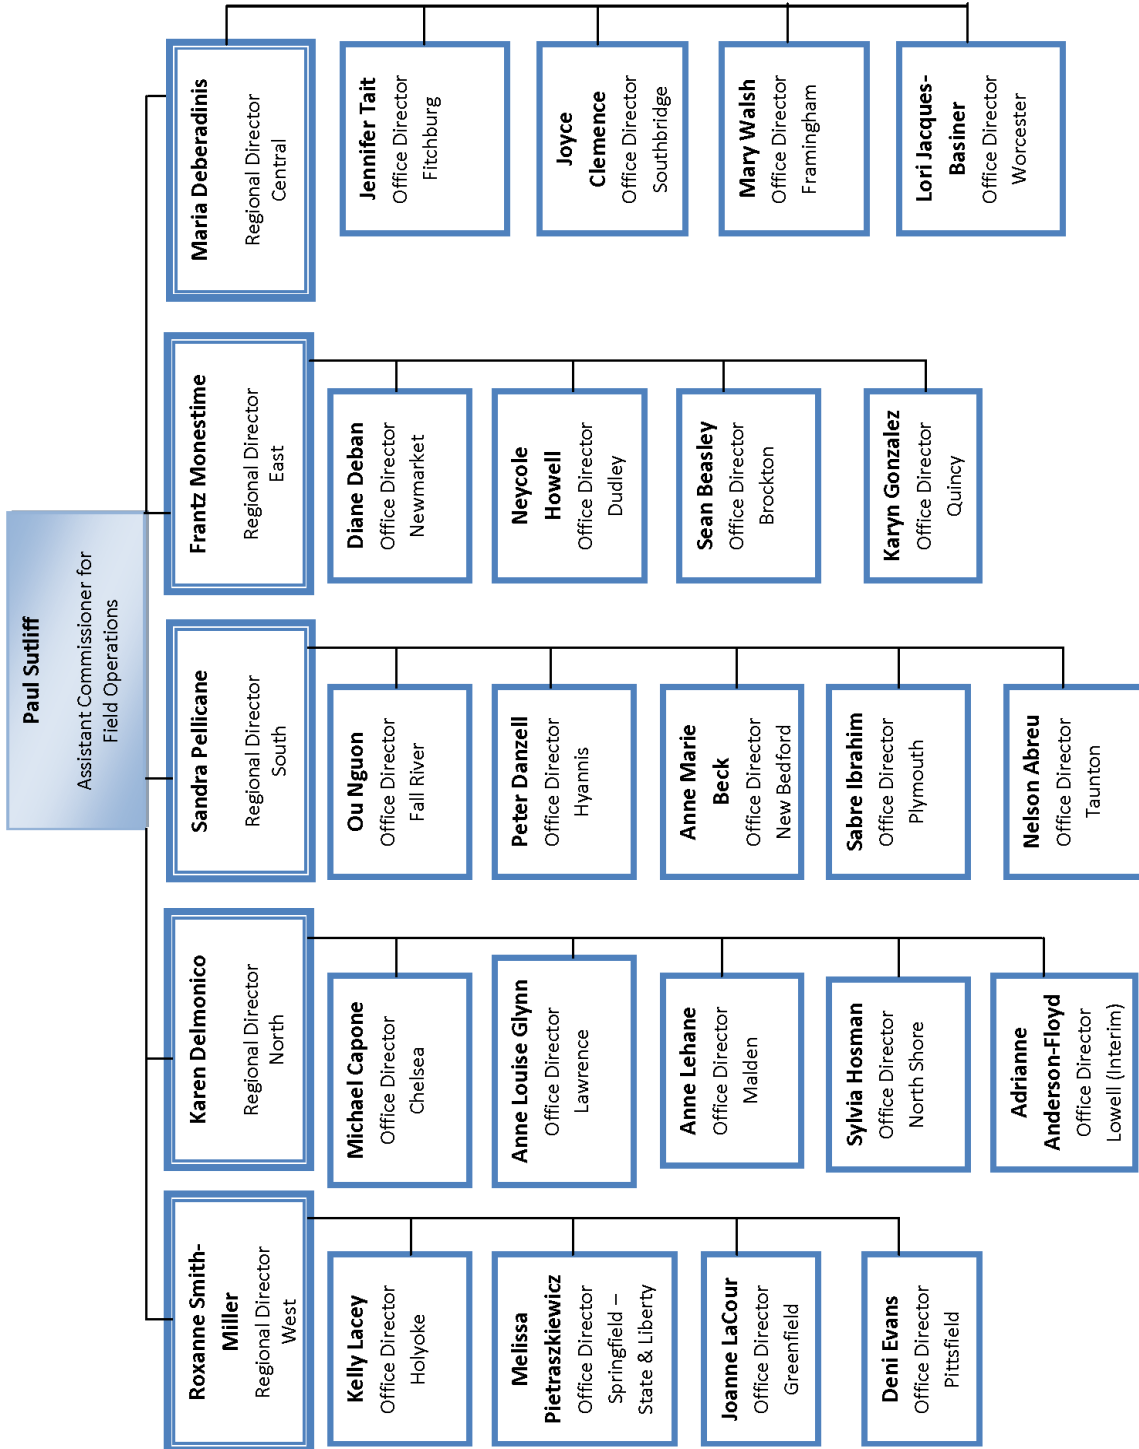 Paul Sutliff
Assistant Commissioner for
Field Operations
Roxanne Smith-
Miller
Regional Director
West
Kelly Lacey
Office Director
Holyoke
Melissa
Pietraszkiewicz
Office Director
Springfield –
State & Liberty
Joanne LaCour
Office Director
Greenfield
Deni Evans
Office Director
Pittsfield
Karen Delmonico
Regional Director
North
Michael Capone
Office Director
Chelsea
Anne Louise Glynn
Office Director
Lawrence
Anne Lehane
Office Director
Malden
Sylvia Hosman
Office Director
North Shore
Adrianne
Anderson-Floyd
Office Director
Lowell (Interim)
Sandra Pellicane
Regional Director
South
Ou Nguon
Office Director
Fall River
Peter Danzell
Office Director
Hyannis
Anne Marie
Beck
Office Director
New Bedford
Sabre Ibrahim
Office Director
Plymouth
Nelson Abreu
Office Director
Taunton
Frantz Monestime
Regional Director
East
Diane Deban
Office Director
Newmarket
Neycole
Howell
Office Director
Dudley
Sean Beasley
Office Director
Brockton
Karyn Gonzalez
Office Director
Quincy
Maria Deberadinis
Regional Director
Central
Jennifer Tait
Office Director
Fitchburg
Joyce
Clemence
Office Director
Southbridge
Mary Walsh
Office Director
Framingham
Lori Jacques-
Basiner
Office Director
Worcester